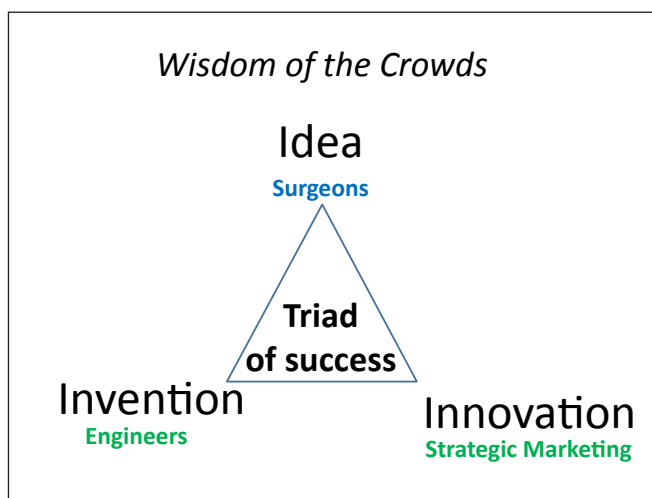 Wisdom of the Crowds
Idea
Surgeons
Triad
of success
Invention
Engineers
Innovation
Strategic Marketing